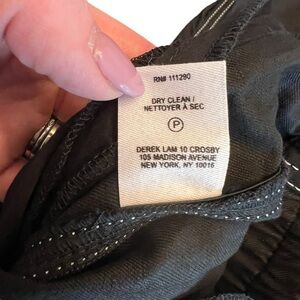 RN# 111290
DRY CLEAN /
NETTOYER À SEC
P
DEREK LAM 10 CROSBY
105 MADISON AVENUE
NEW YORK, NY 10016